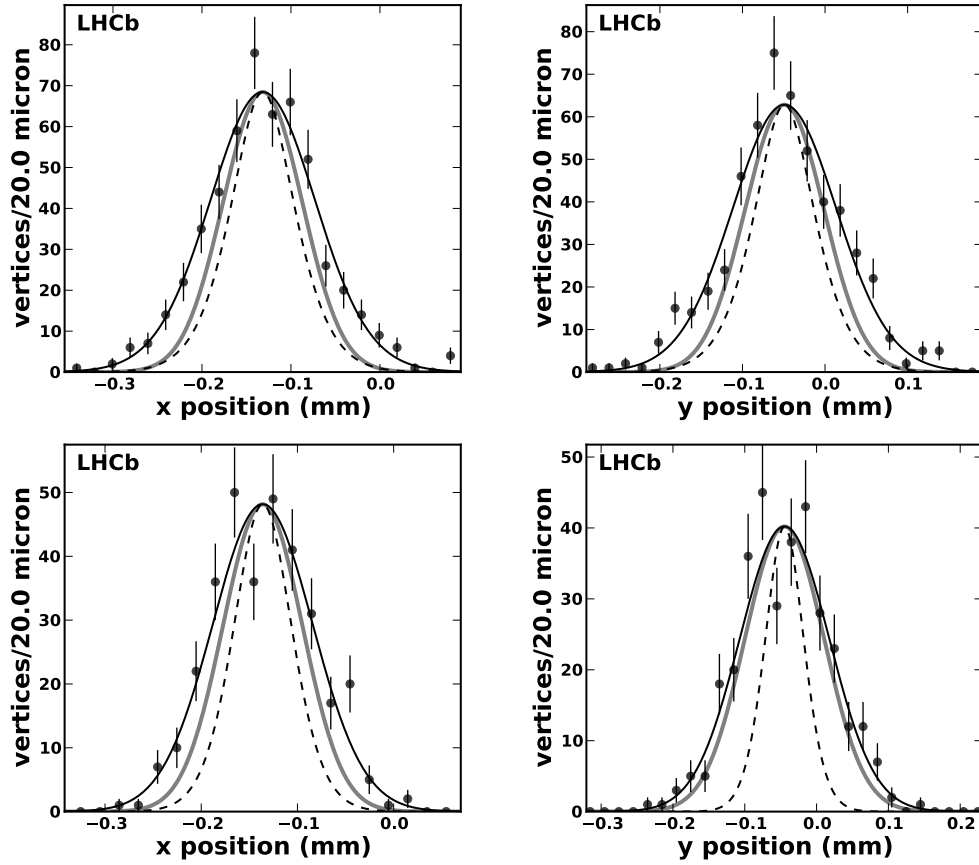 LHCb
vertices/20.0 micron
80
70
60
50
40
30
20
10
0
−0.3 −0.2 −0.1 0.0
x position (mm)
LHCb
vertices/20.0 micron
80
70
60
50
40
30
20
10
0
−0.2 −0.1 0.0 0.1
y position (mm)
LHCb
vertices/20.0 micron
50
40
30
20
10
0
−0.3 −0.2 −0.1 0.0
x position (mm)
LHCb
vertices/20.0 micron
50
40
30
20
10
0
−0.3 −0.2 −0.1 0.0 0.1 0.2
y position (mm)